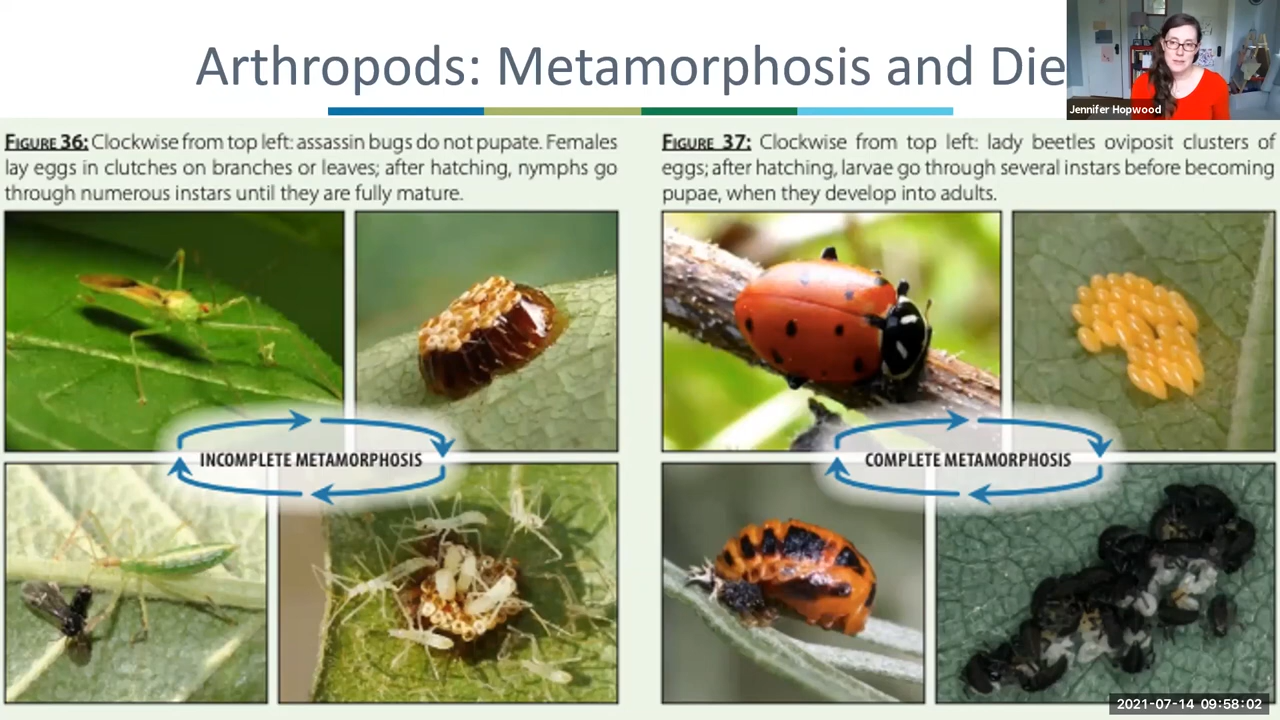 Arthropods: Metamorphosis and Die
Jennifer Hopwood
FIGURE 36: Clockwise from top left: assassin bugs do not pupate. Females
lay eggs in clutches on branches or leaves; after hatching, nymphs go
through numerous instars until they are fully mature.
FIGURE 37: Clockwise from top left: lady beetles oviposit clusters of
eggs; after hatching, larvae go through several instars before becoming
pupae, when they develop into adults.
INCOMPLETE METAMORPHOSIS
COMPLETE METAMORPHOSIS
2021-07-14 09:58:02